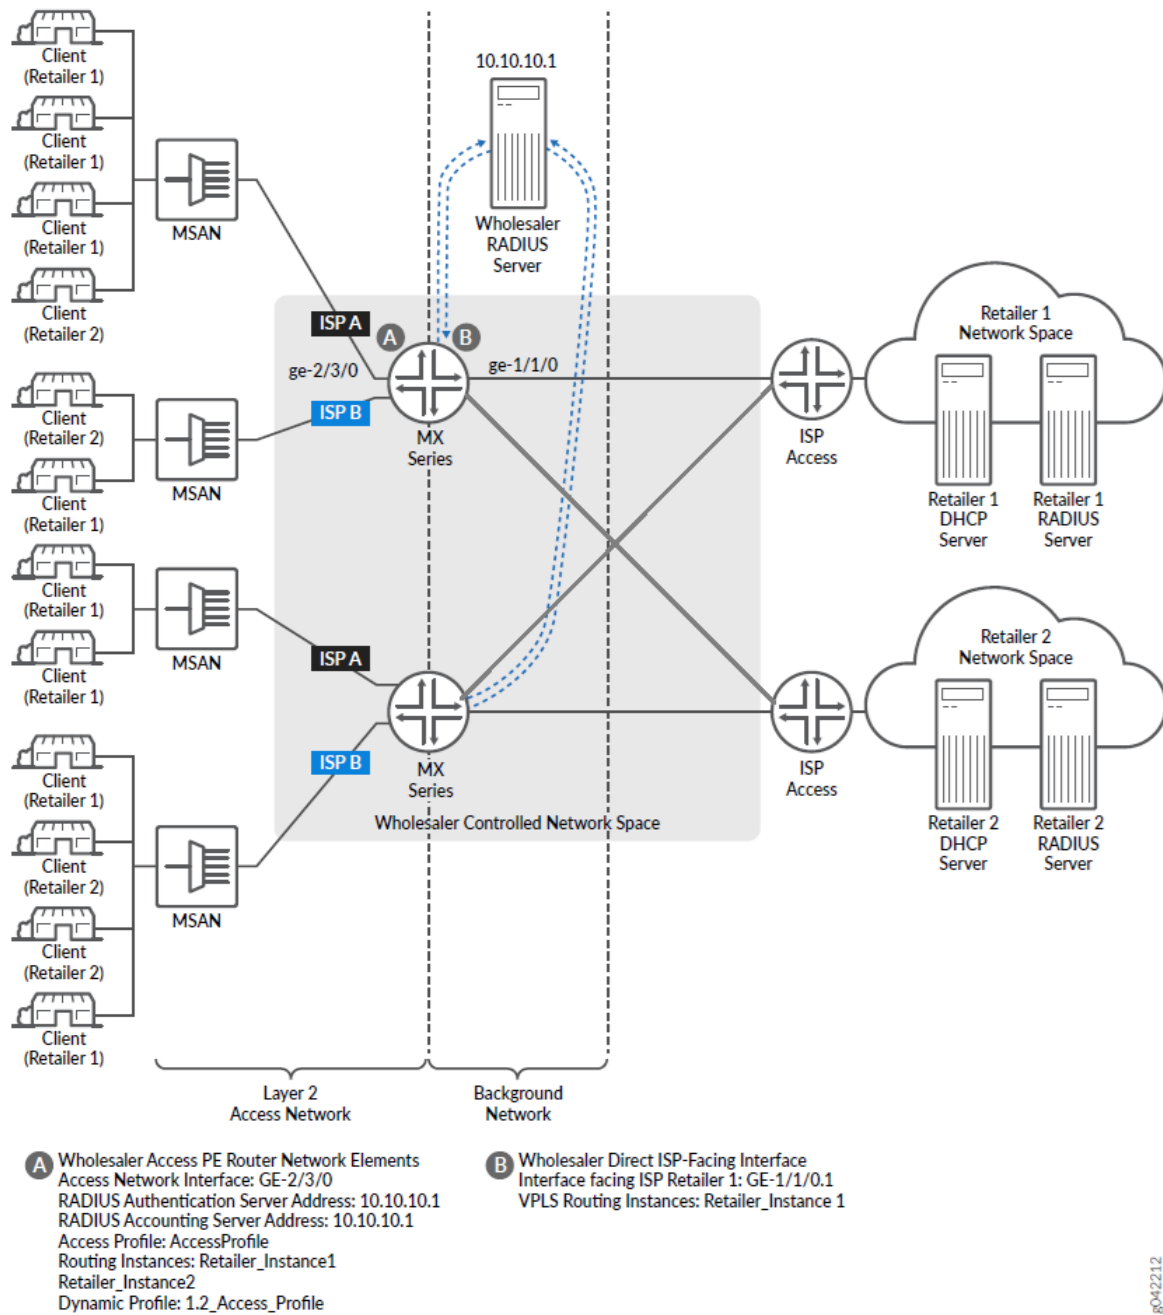 Client
(Retailer 1)
Client
(Retailer 1)
Client
(Retailer 1)
Client
(Retailer 2)
MSAN
10.10.10.1
Wholesaler
RADIUS
Server
ISP A
A
B
ge-2/3/0
ge-1/1/0
ISP B
MX
Series
ISP
Access
Retailer 1
Network Space
Retailer 1
DHCP
Server
Retailer 1
RADIUS
Server
Client
(Retailer 2)
Client
(Retailer 1)
MSAN
Client
(Retailer 1)
Client
(Retailer 1)
MSAN
ISP A
ISP B
MX
Series
Wholesaler Controlled Network Space
ISP
Access
Retailer 2
Network Space
Retailer 2
DHCP
Server
Retailer 2
RADIUS
Server
Client
(Retailer 1)
Client
(Retailer 2)
Client
(Retailer 2)
Client
(Retailer 1)
MSAN
Layer 2
Access Network
Background
Network
A Wholesaler Access PE Router Network Elements
Access Network Interface: GE-2/3/0
RADIUS Authentication Server Address: 10.10.10.1
RADIUS Accounting Server Address: 10.10.10.1
Access Profile: AccessProfile
Routing Instances: Retailer_Instance1
Retailer_Instance2
Dynamic Profile: 1.2_Access_Profile
B Wholesaler Direct ISP-Facing Interface
Interface facing ISP Retailer 1: GE-1/1/0.1
VPLS Routing Instances: Retailer_Instance 1
g042212